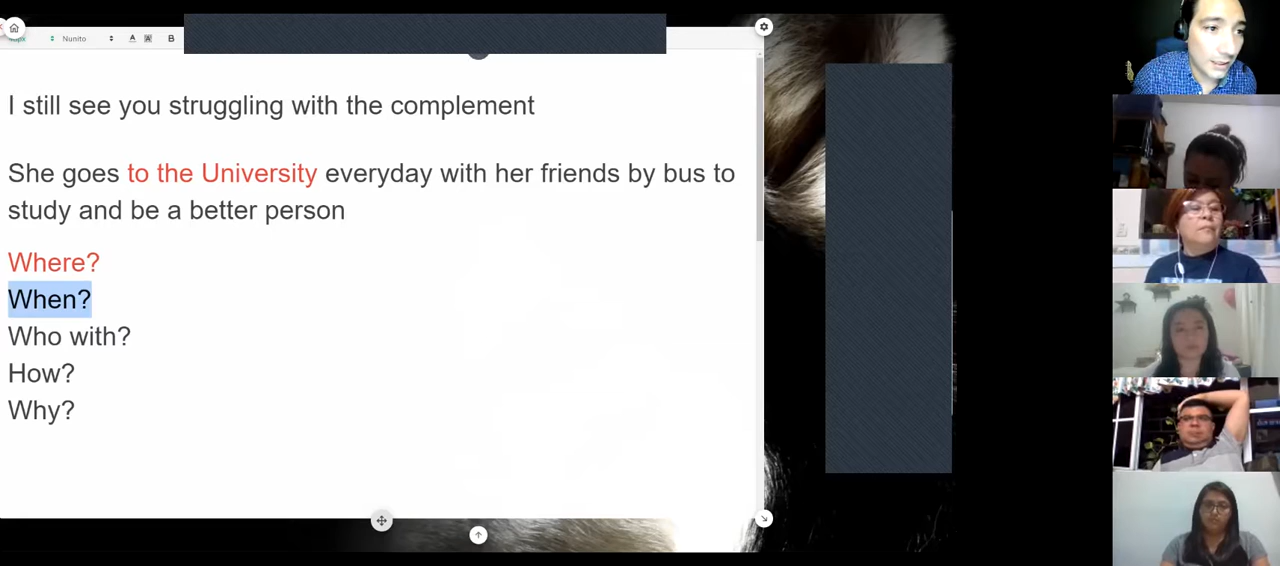 Nunito A A B
I still see you struggling with the complement
She goes to the University everyday with her friends by bus to
study and be a better person
Where?
When?
Who with?
How?
Why?